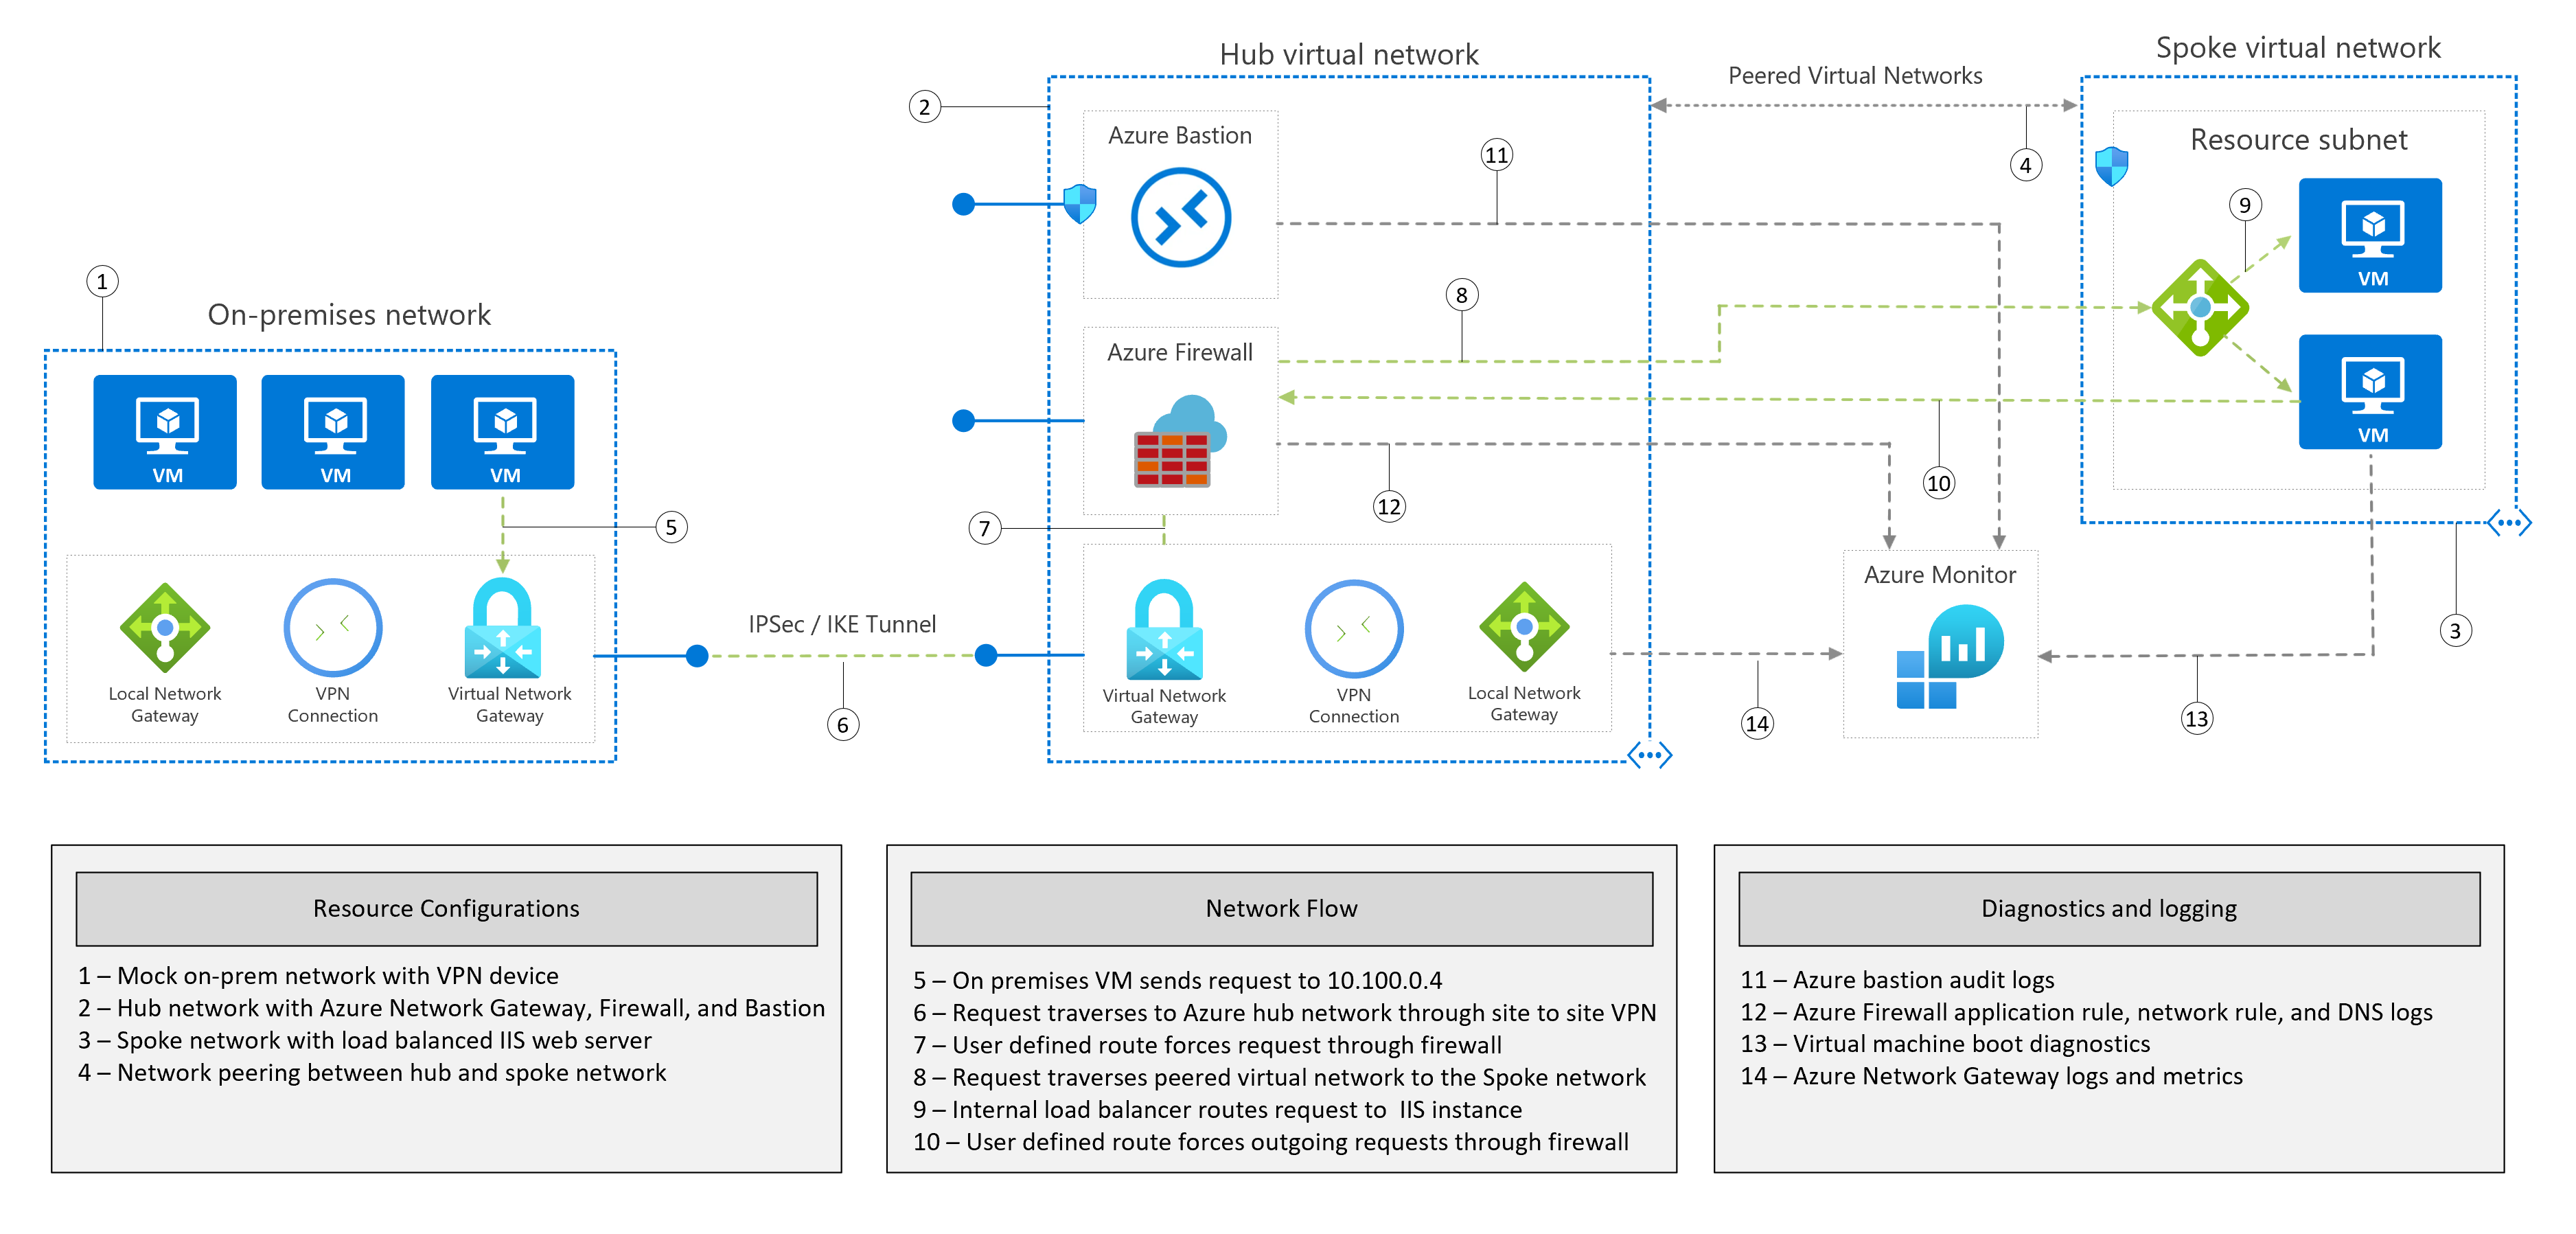 Hub virtual network
Spoke virtual network
Peered Virtual Networks
2
4
Azure Bastion
11
Resource subnet
9
VM
1
On-premises network
8
Azure Firewall
VM
VM
VM
VM
10
12
5
7
Azure Monitor
3
IPSec / IKE Tunnel
6
Local Network
Gateway
VPN
Connection
Virtual Network
Gateway
Virtual Network
Gateway
VPN
Connection
Local Network
Gateway
14
13
Resource Configurations
1 – Mock on-prem network with VPN device
2 – Hub network with Azure Network Gateway, Firewall, and Bastion
3 – Spoke network with load balanced IIS web server
4 – Network peering between hub and spoke network
Network Flow
5 – On premises VM sends request to 10.100.0.4
6 – Request traverses to Azure hub network through site to site VPN
7 – User defined route forces request through firewall
8 – Request traverses peered virtual network to the Spoke network
9 – Internal load balancer routes request to  IIS instance
10 – User defined route forces outgoing requests through firewall
Diagnostics and logging
11 – Azure bastion audit logs
12 – Azure Firewall application rule, network rule, and DNS logs
13 – Virtual machine boot diagnostics
14 – Azure Network Gateway logs and metrics